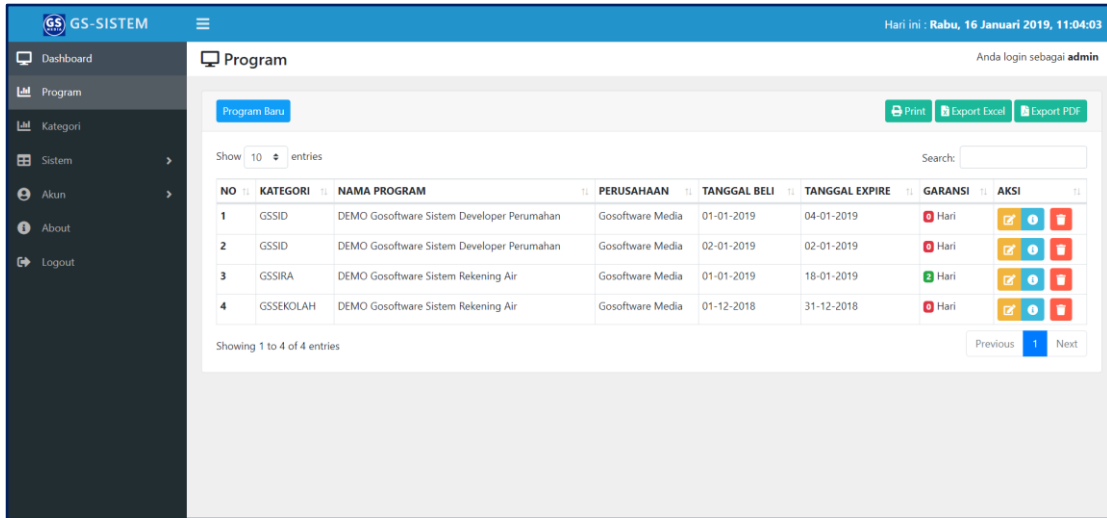 GS GS-SISTEM
Hari ini : Rabu, 16 Januari 2019, 11:04:03
Dashboard
Program
Kategori
Sistem
Akun
About
Logout
Program
Anda login sebagai admin
Program Baru
Print Export Excel Export PDF
Show 10 entries
Search:
NO KATEGORI NAMA PROGRAM PERUSAHAAN TANGGAL BELI TANGGAL EXPIRE GARANSI AKSI
1 GSSID DEMO Gosoftware Sistem Developer Perumahan Gosoftware Media 01-01-2019 04-01-2019 0 Hari
2 GSSID DEMO Gosoftware Sistem Developer Perumahan Gosoftware Media 02-01-2019 02-01-2019 0 Hari
3 GSSIRA DEMO Gosoftware Sistem Rekening Air Gosoftware Media 01-01-2019 18-01-2019 2 Hari
4 GSSEKOLAH DEMO Gosoftware Sistem Rekening Air Gosoftware Media 01-12-2018 31-12-2018 0 Hari
Showing 1 to 4 of 4 entries
Previous 1 Next